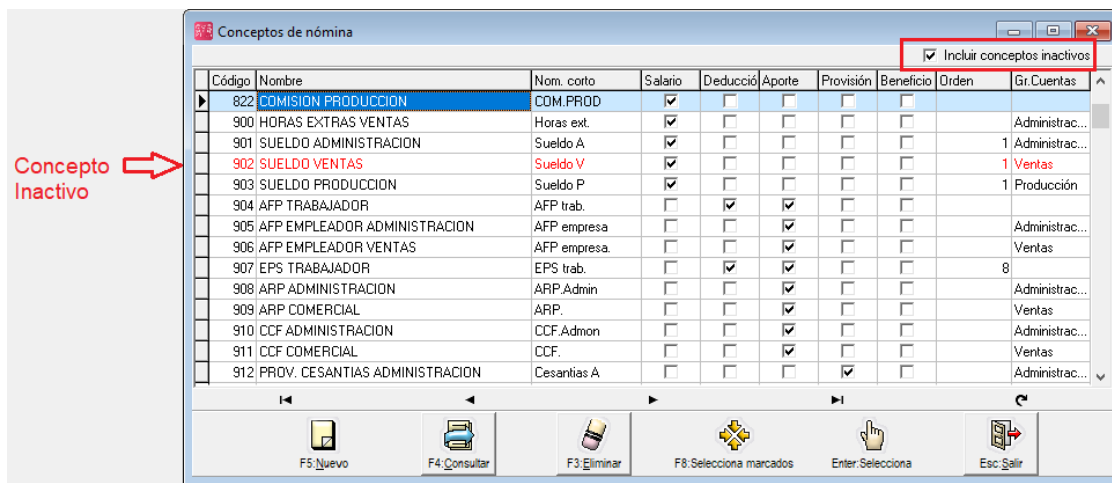 Conceptos de nómina
Incluir conceptos inactivos
Código Nombre Nom. corto Salario Deducció Aporte Provisión Beneficio Orden Gr.Cuentas
822 COMISION PRODUCCION COM.PROD
900 HORAS EXTRAS VENTAS Horas ext. Administrac...
901 SUELDO ADMINISTRACION Sueldo A 1 Administrac...
Concepto Inactivo
902 SUELDO VENTAS Sueldo V 1 Ventas
903 SUELDO PRODUCCION Sueldo P 1 Producción
904 AFP TRABAJADOR AFP trab.
905 AFP EMPLEADOR ADMINISTRACION AFP empresa Administrac...
906 AFP EMPLEADOR VENTAS AFP empresa. Ventas
907 EPS TRABAJADOR EPS trab. 8
908 ARP ADMINISTRACION ARP.Admin Administrac...
909 ARP COMERCIAL ARP. Ventas
910 CCF ADMINISTRACION CCF.Admon Administrac...
911 CCF COMERCIAL CCF. Ventas
912 PROV. CESANTIAS ADMINISTRACION Cesantias A Administrac...
F5:Nuevo F4:Consultar F3:Eliminar F8:Selecciona marcados Enter:Selecciona Esc:Salir